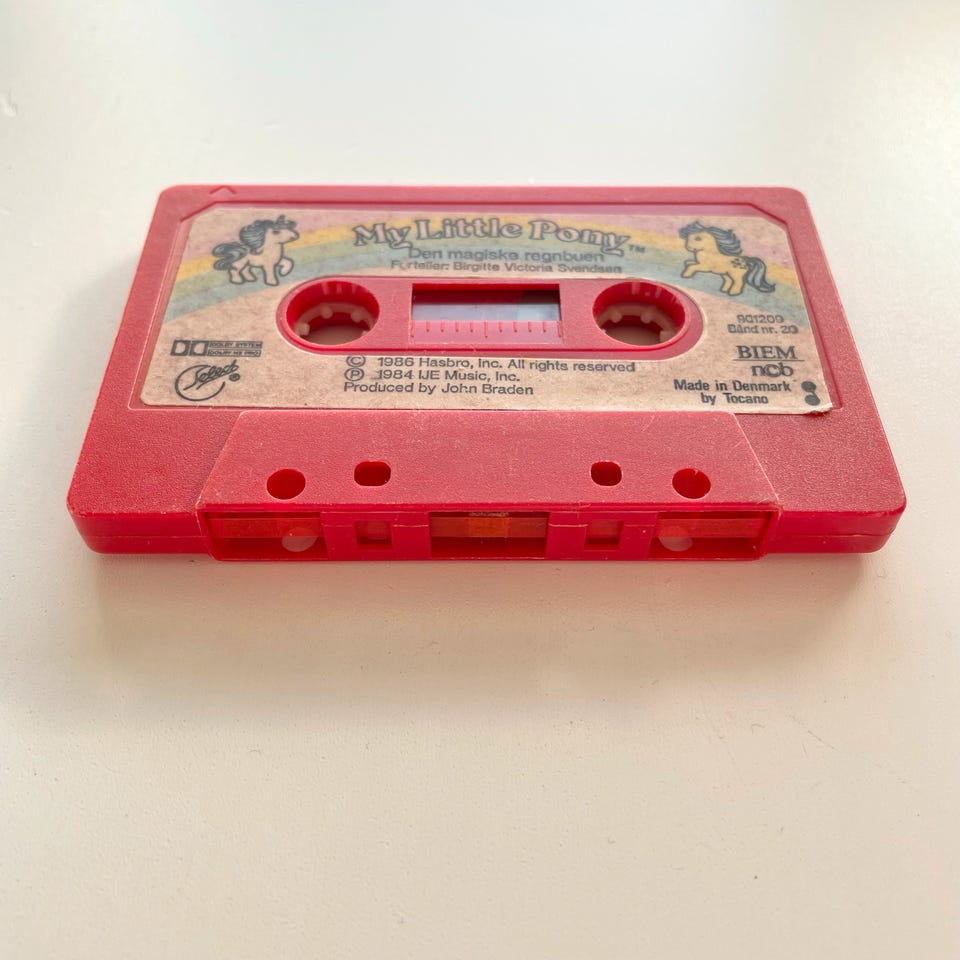 My Little Pony™
Den magiske regnbuen
Forteller: Birgitte Victoria Svendsen
901209
Bånd nr. 20
DOLBY SYSTEM
DOLBY HX PRO
Select®
© 1986 Hasbro, Inc. All rights reserved
℗ 1984 IJE Music, Inc.
Produced by John Braden
BIEM
ncb
Made in Denmark
by Tocano